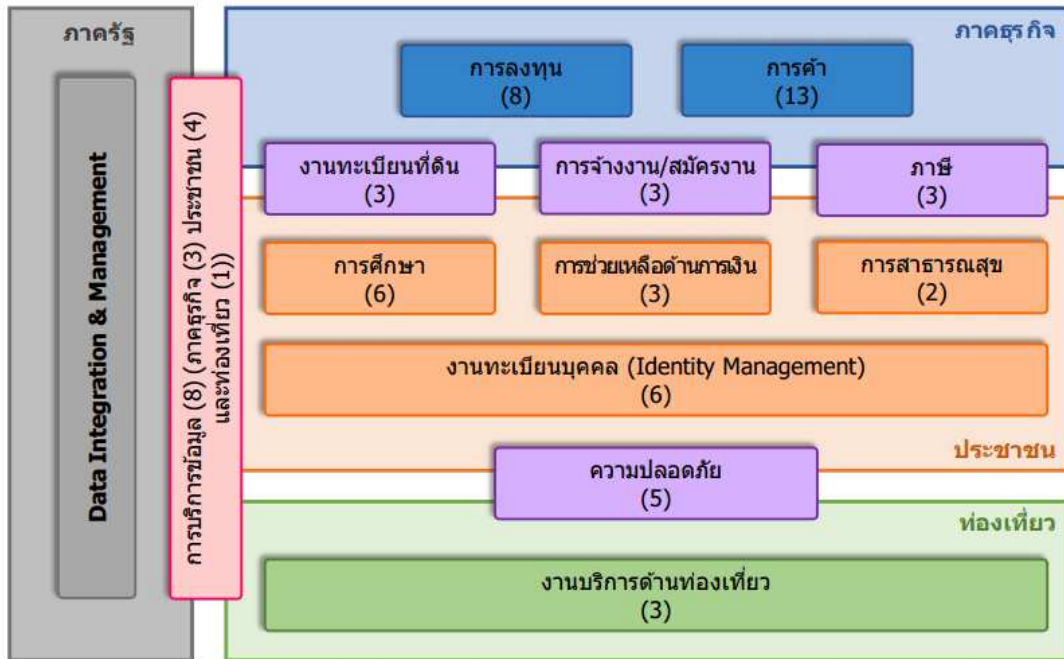 ภาครัฐ
Data Integration & Management
การบริการข้อมูล (8) (ภาคธุรกิจ (3) ประชาชน (4)
และท่องเที่ยว (1))
ภาคธุรกิจ
การลงทุน
(8)
การค้า
(13)
งานทะเบียนที่ดิน
(3)
การจ้างงาน/สมัครงาน
(3)
ภาษี
(3)
การศึกษา
(6)
การช่วยเหลือด้านการเงิน
(3)
การสาธารณสุข
(2)
งานทะเบียนบุคคล (Identity Management)
(6)
ประชาชน
ความปลอดภัย
(5)
ท่องเที่ยว
งานบริการด้านท่องเที่ยว
(3)